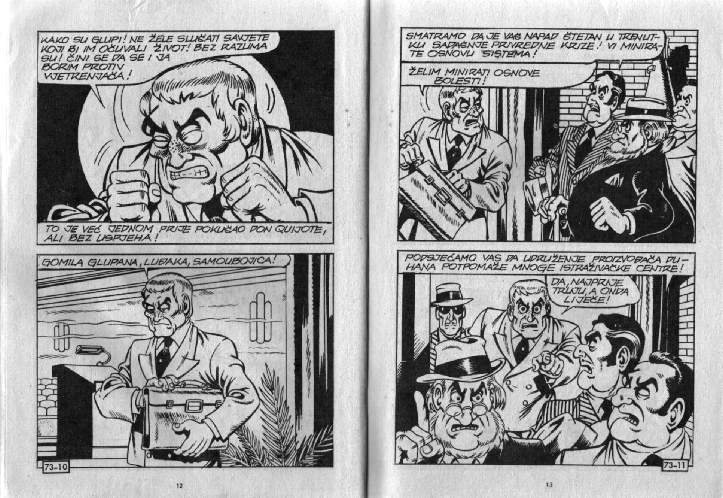 KAKO SU GLUPI! NE ŽELE SLUŠATI SAVJETE
KOJI BI IM OČUVALI ŽIVOT! BEZ RAZUMA
SU! ČINI SE DA SE I JA
BORIM PROTIV
VJETRENJAČA!
TO JE VEĆ JEDNOM PRIJE POKUŠAO DON QUIJOTE,
ALI BEZ USPJEHA!
GOMILA GLUPANA, LUĐAKA, SAMOUBOJICA!
73-10
12
SMATRAMO DA JE VAŠ NAPAD ŠTETAN U TRENUT-
KU SADAŠNJE PRIVREDNE KRIZE! VI MINIRA-
TE OSNOVU SISTEMA!
ŽELIM MINIRATI OSNOVE
BOLESTI!
PODSJEĆAMO VAS DA UDRUŽENJE PROIZVOĐAČA DU-
HANA POTPOMAŽE MNOGE ISTRAŽIVAČKE CENTRE!
DA, NAJPRIJE
TRUJU, A ONDA
LIJEČE!
73-11
13